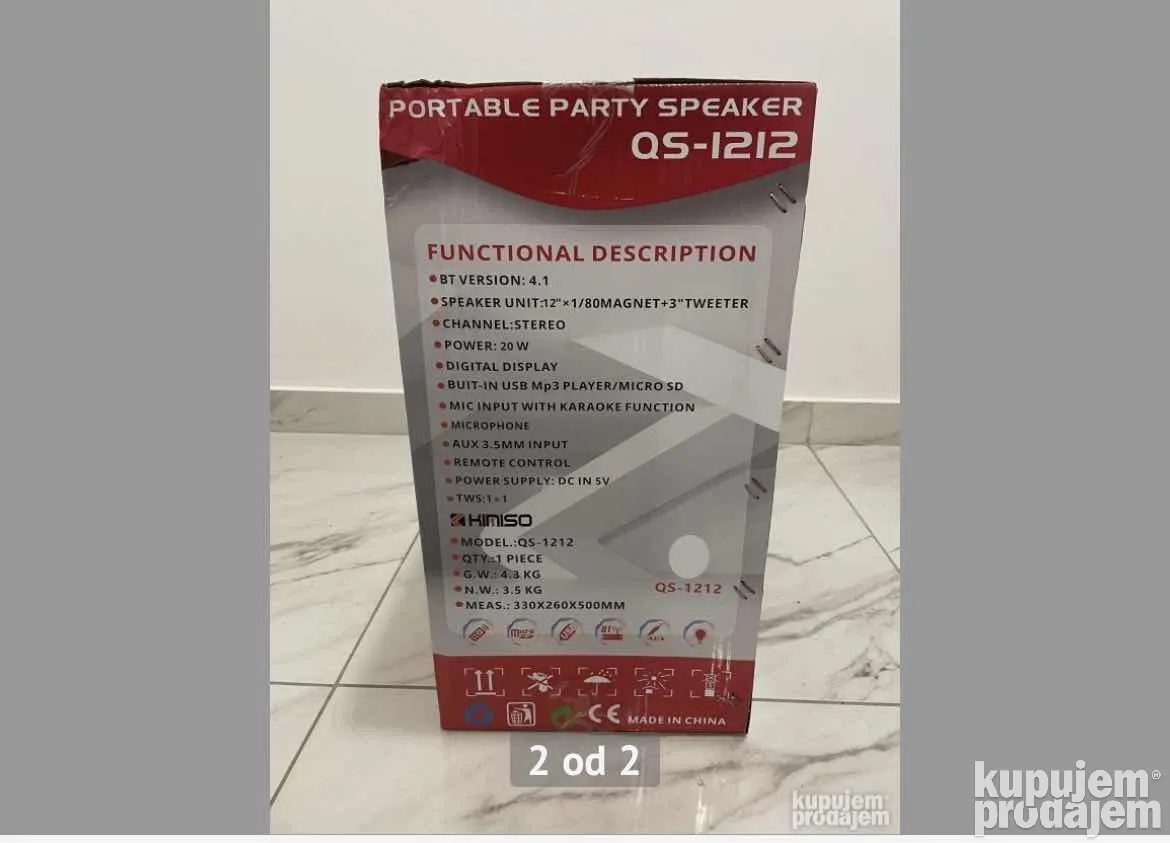 PORTABLE PARTY SPEAKER
QS-1212
FUNCTIONAL DESCRIPTION
•BT VERSION: 4.1
•SPEAKER UNIT:12"×1/80MAGNET+3"TWEETER
•CHANNEL:STEREO
•POWER: 20 W
•DIGITAL DISPLAY
•BUIT-IN USB Mp3 PLAYER/MICRO SD
•MIC INPUT WITH KARAOKE FUNCTION
•MICROPHONE
•AUX 3.5MM INPUT
•REMOTE CONTROL
•POWER SUPPLY: DC IN 5V
•TWS:1+1
KIMISO
•MODEL.:QS-1212
•QTY.:1 PIECE
•G.W.: 4.3 KG
•N.W.: 3.5 KG
•MEAS.: 330X260X500MM
QS-1212
micro
AUX
CE MADE IN CHINA
2 od 2
kupujem
prodajem
kupujem®
prodajem